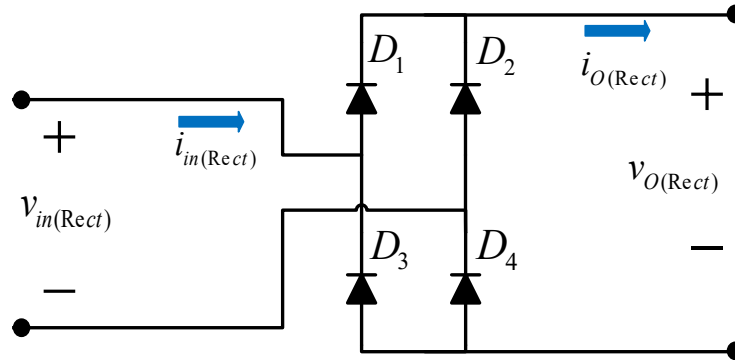 D1
D2
iO(Rect)
+
+
iin(Rect)
vin(Rect)
vO(Rect)
D3
D4
−
−